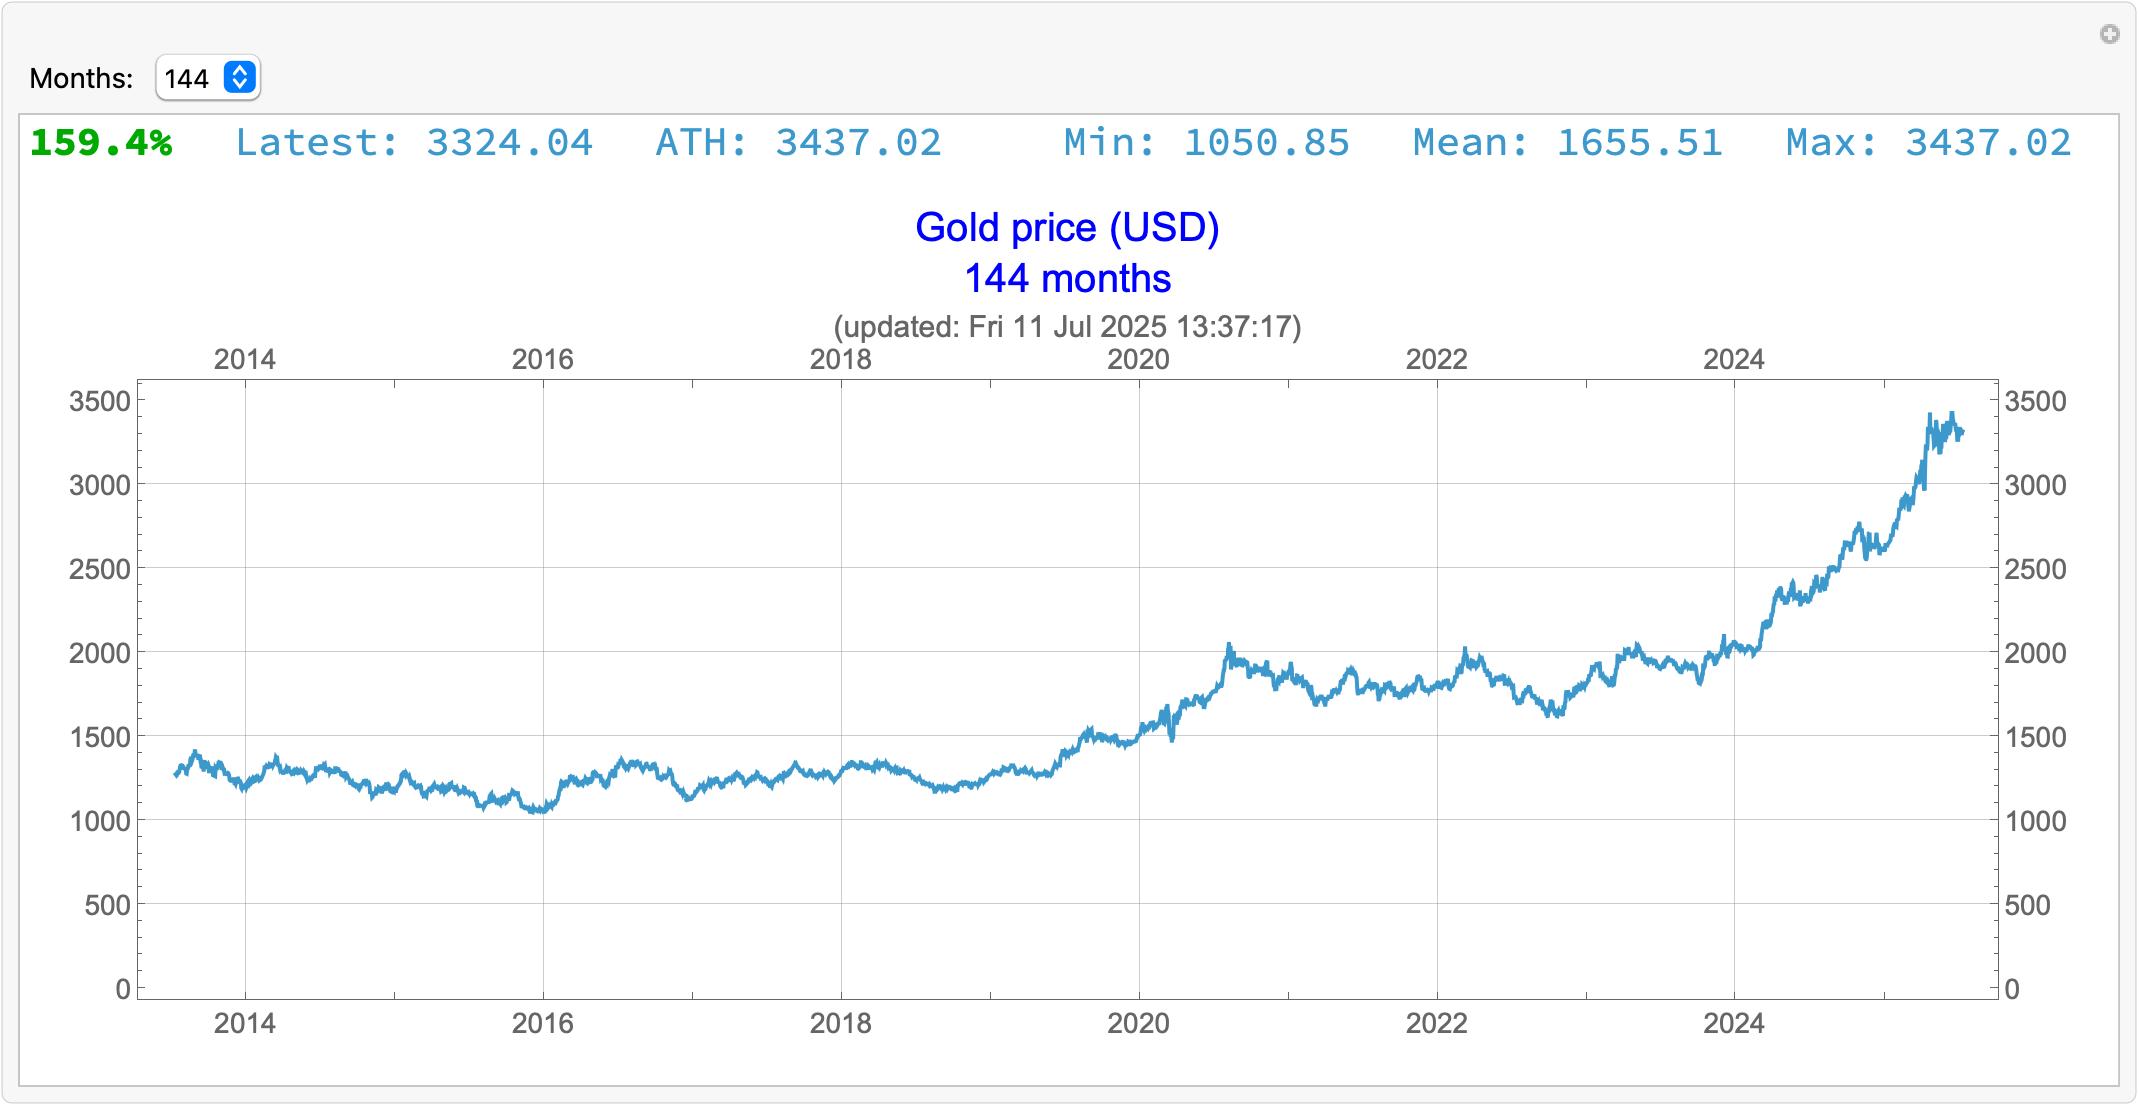 Months: 144
159.4% Latest: 3324.04 ATH: 3437.02 Min: 1050.85 Mean: 1655.51 Max: 3437.02
Gold price (USD)
144 months
(updated: Fri 11 Jul 2025 13:37:17)
2014 2016 2018 2020 2022 2024
3500 3500
3000 3000
2500 2500
2000 2000
1500 1500
1000 1000
500 500
0 0
2014 2016 2018 2020 2022 2024